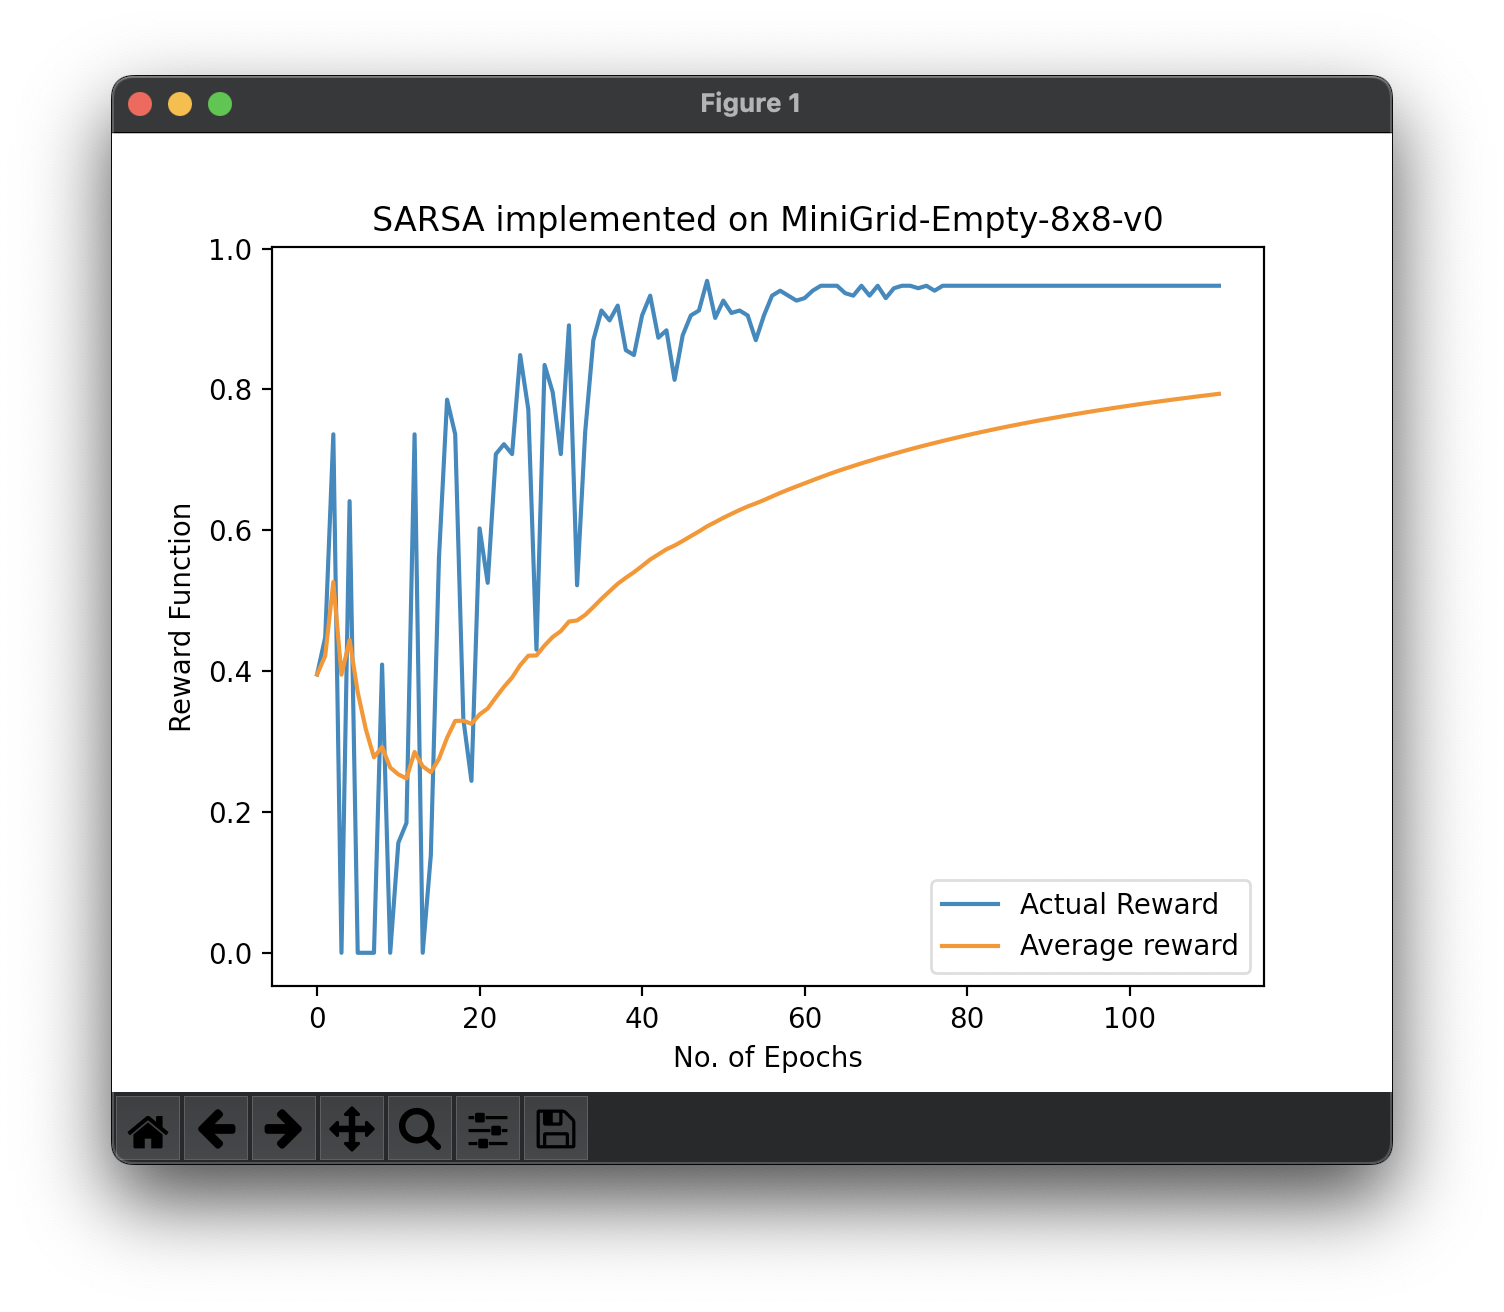 Figure 1
SARSA implemented on MiniGrid-Empty-8x8-v0
1.0
0.8
0.6
0.4
0.2
0.0
Reward Function
0 20 40 60 80 100
No. of Epochs
Actual Reward
Average reward